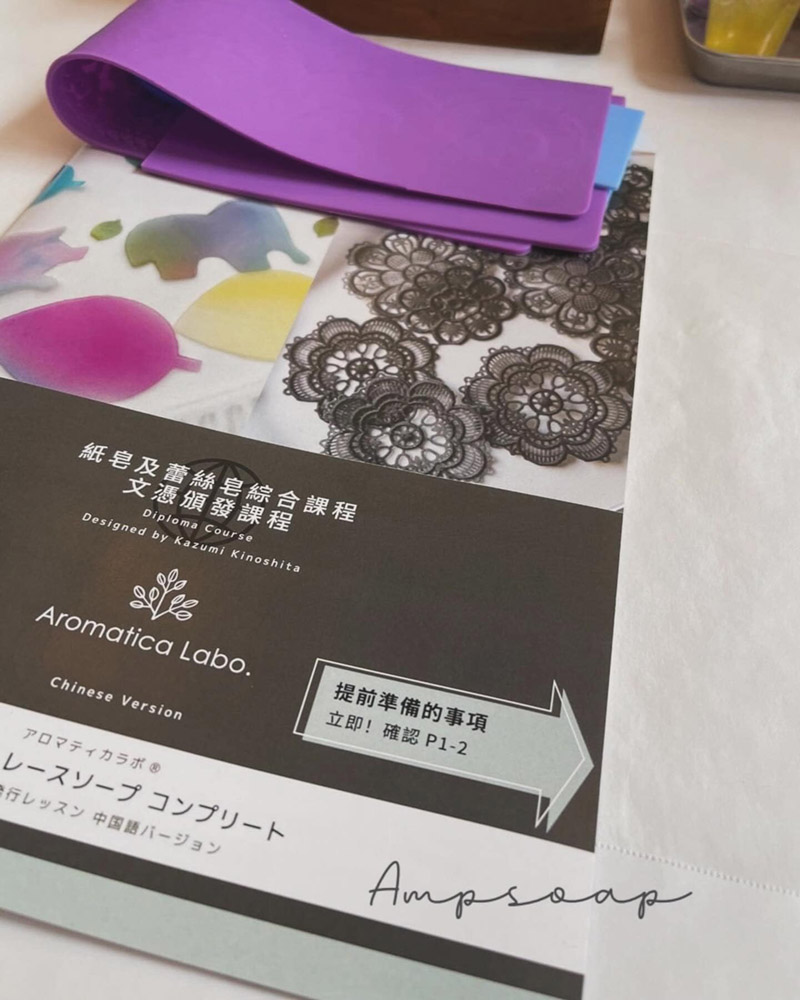 紙皂及蕾絲皂綜合課程
文憑頒發課程
Diploma Course
Designed by Kazumi Kinoshita
Aromatica Labo.
Chinese Version
提前準備的事項
立即！確認 P1-2
アロマティカラボ®
レースソープ コンプリート
行レッスン 中国語バージョン
Ampsoap